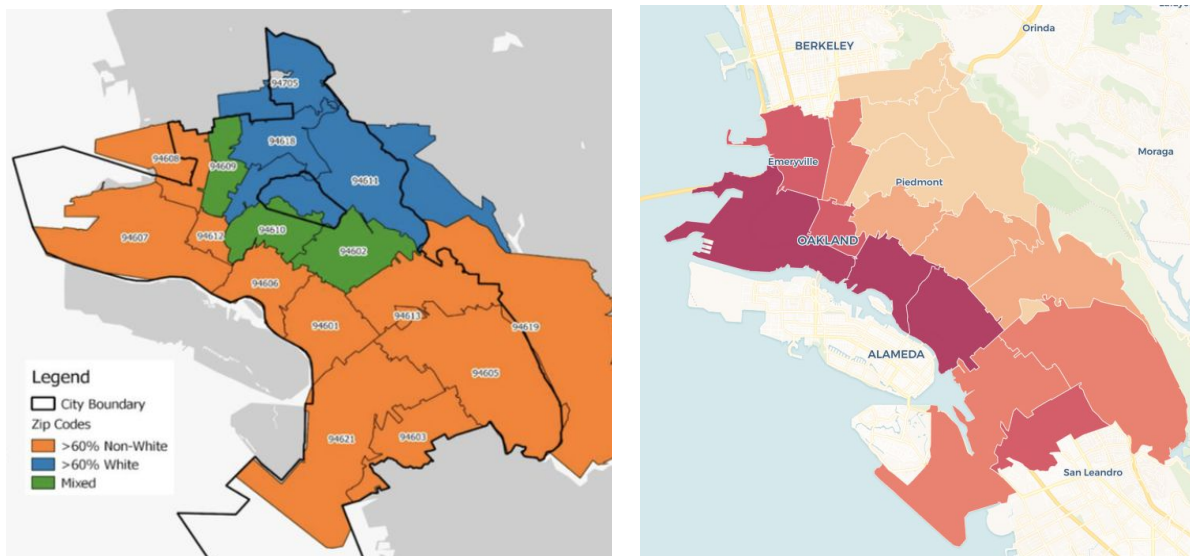 94705
94618
94608
94609
94611
94607
94612
94610
94602
94606
94601
94613
94619
94605
94621
94603
Legend
City Boundary
Zip Codes
>60% Non-White
>60% White
Mixed
Orinda
BERKELEY
Moraga
Emeryville
Piedmont
OAKLAND
ALAMEDA
San Leandro